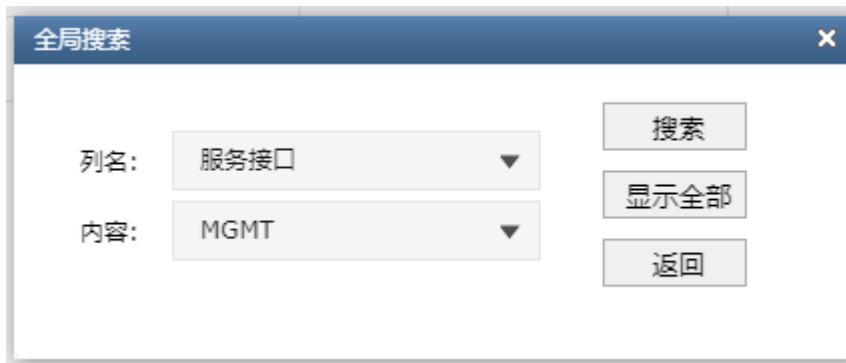 全局搜索
列名: 服务接口
内容: MGMT
搜索
显示全部
返回